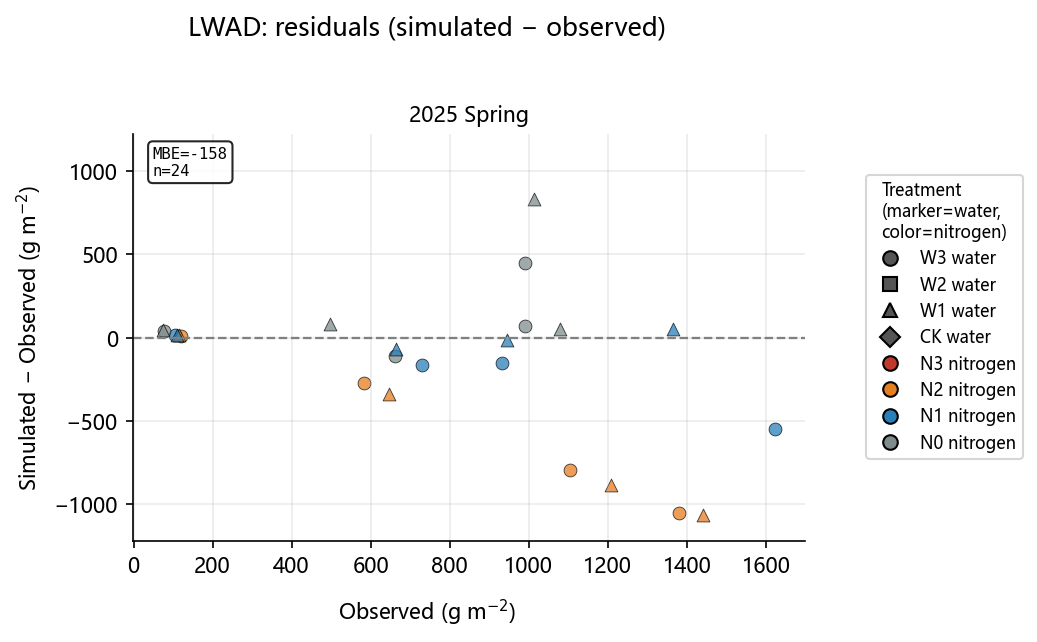 LWAD: residuals (simulated − observed)
2025 Spring
MBE=-158
n=24
1000
500
0
−500
−1000
Simulated − Observed (g m⁻²)
0 200 400 600 800 1000 1200 1400 1600
Observed (g m⁻²)
Treatment
(marker=water,
color=nitrogen)
W3 water
W2 water
W1 water
CK water
N3 nitrogen
N2 nitrogen
N1 nitrogen
N0 nitrogen